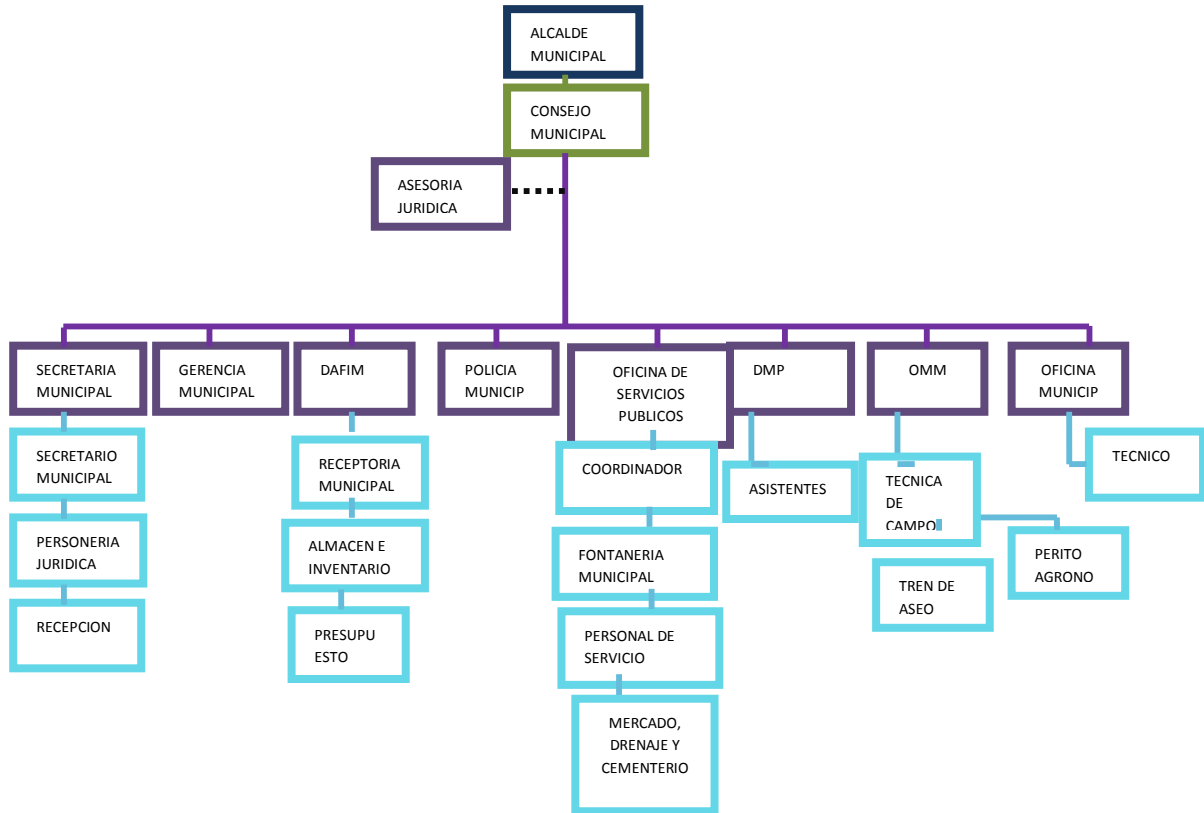 ALCALDE
MUNICIPAL
CONSEJO
MUNICIPAL
ASESORIA
JURIDICA
SECRETARIA
MUNICIPAL
GERENCIA
MUNICIPAL
DAFIM
POLICIA
MUNICIP
OFICINA DE
SERVICIOS
PUBLICOS
DMP
OMM
OFICINA
MUNICIP
SECRETARIO
MUNICIPAL
PERSONERIA
JURIDICA
RECEPCION
RECEPTORIA
MUNICIPAL
ALMACEN E
INVENTARIO
PRESUPU
ESTO
COORDINADOR
FONTANERIA
MUNICIPAL
PERSONAL DE
SERVICIO
MERCADO,
DRENAJE Y
CEMENTERIO
ASISTENTES
TECNICA
DE
CAMPO
TREN DE
ASEO
TECNICO
PERITO
AGRONO